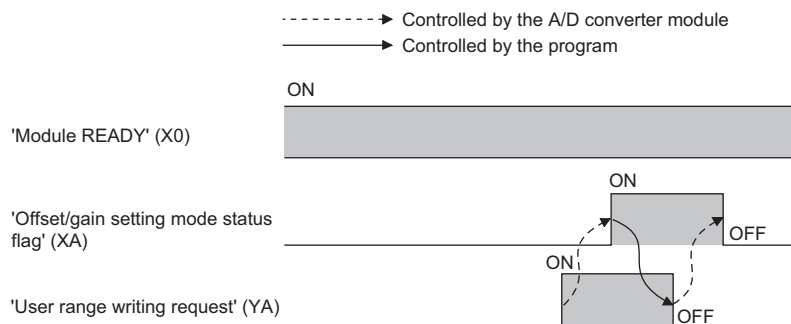 Controlled by the A/D converter module
Controlled by the program
ON
'Module READY' (X0)
ON
'Offset/gain setting mode status
flag' (XA)
OFF
ON
'User range writing request' (YA)
OFF